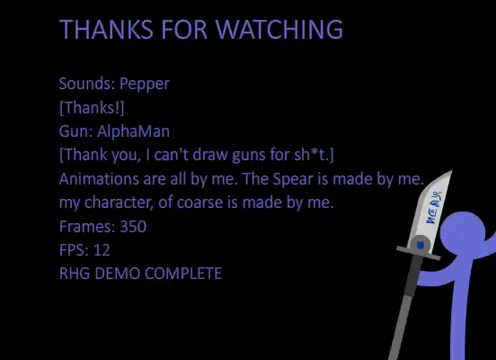 THANKS FOR WATCHING
Sounds: Pepper
[Thanks!]
Gun: AlphaMan
[Thank you, I can't draw guns for sh*t.]
Animations are all by me. The Spear is made by me.
my character, of coarse is made by me.
Frames: 350
FPS: 12
RHG DEMO COMPLETE